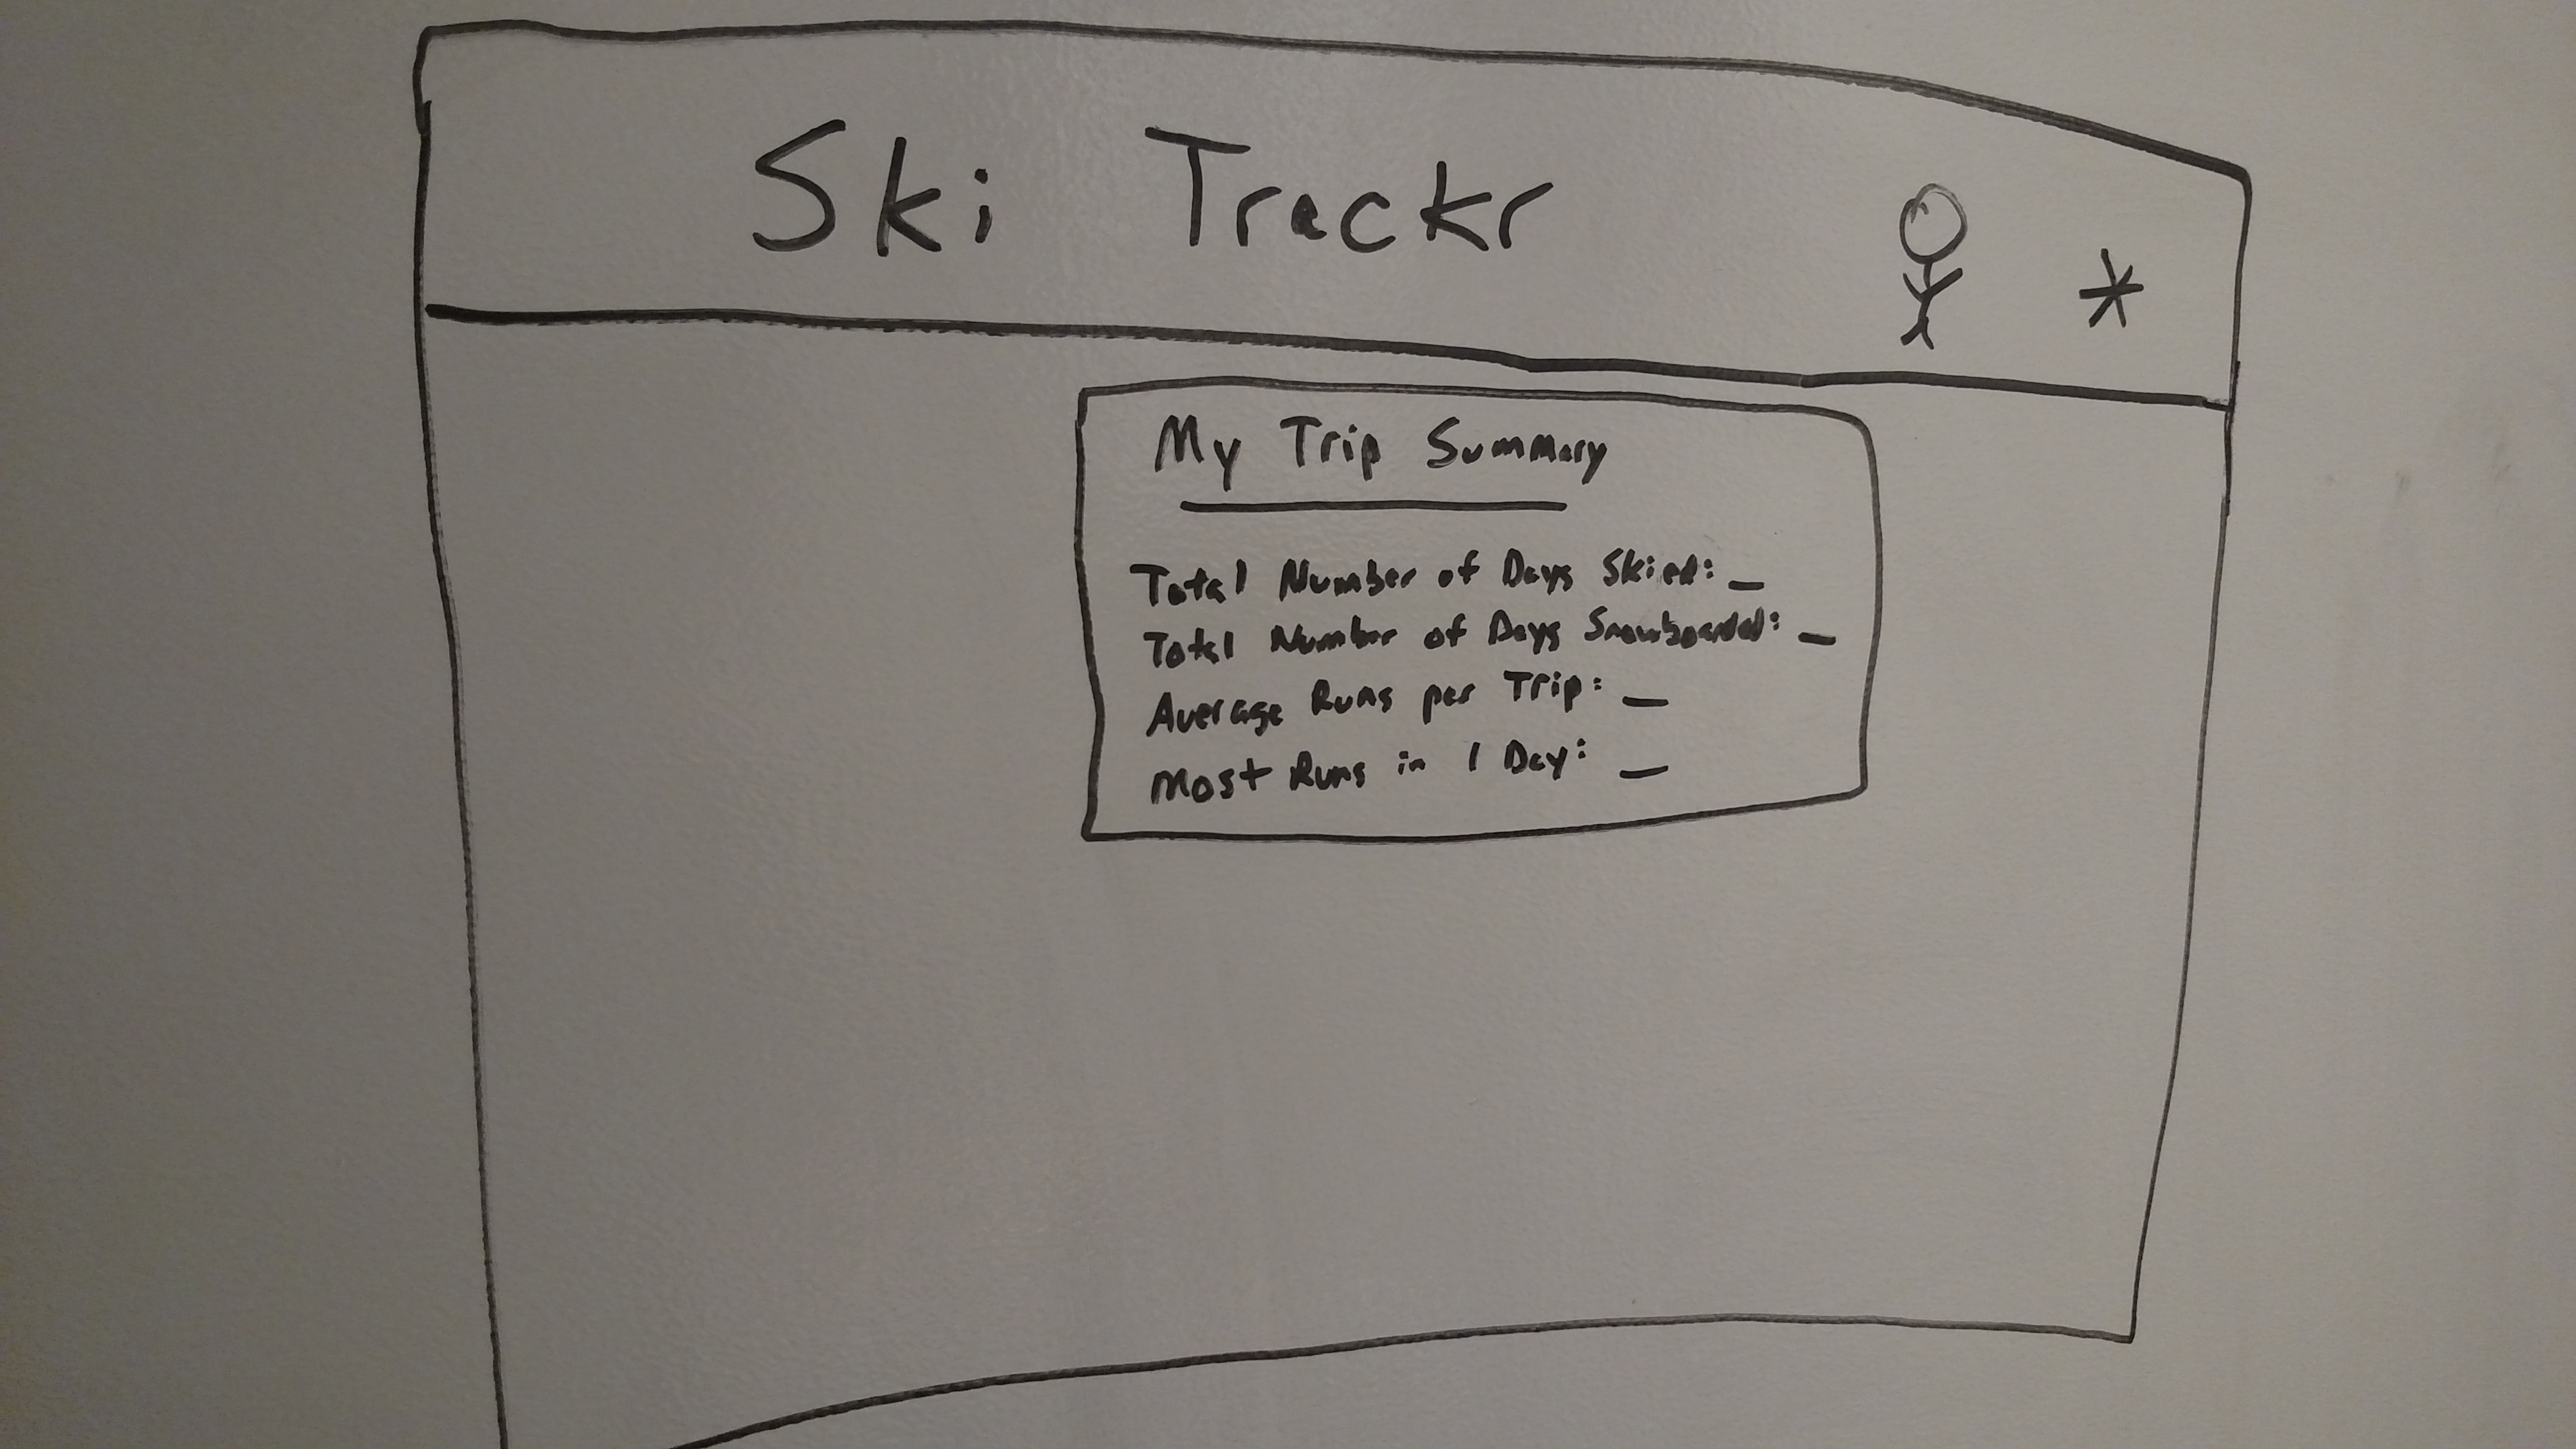 Ski Trackr
*
My Trip Summary
Total Number of Days Skied: _
Total Number of Days Snowboarded: _
Average Runs per Trip: _
Most Runs in 1 Day: _